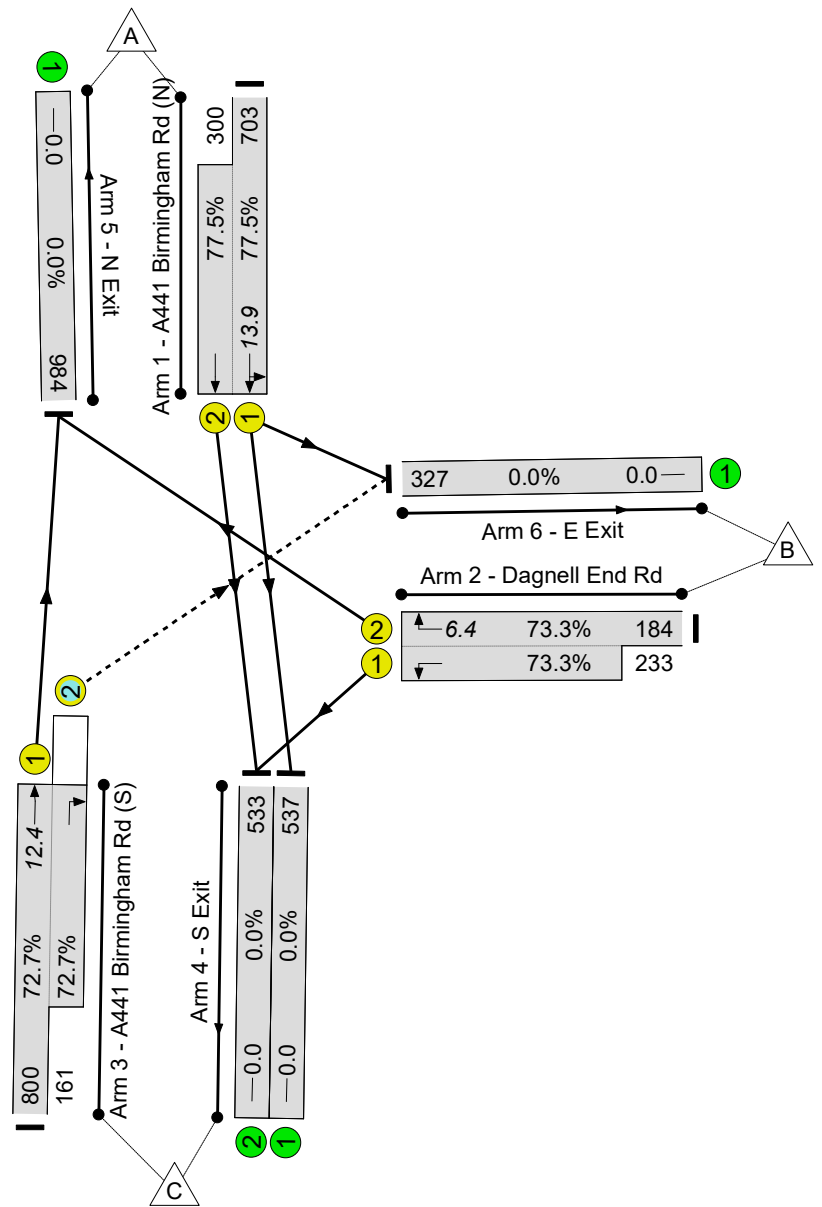 A
1
0.0
0.0%
984
Arm 5 - N Exit
Arm 1 - A441 Birmingham Rd (N)
300
77.5%
703
77.5%
13.9
2
1
327 0.0% 0.0
1
Arm 6 - E Exit
B
Arm 2 - Dagnell End Rd
2
6.4 73.3% 184
1
73.3% 233
2
1
12.4
72.7%
800
72.7%
161
Arm 3 - A441 Birmingham Rd (S)
Arm 4 - S Exit
533
0.0%
0.0
537
0.0%
0.0
2
1
C